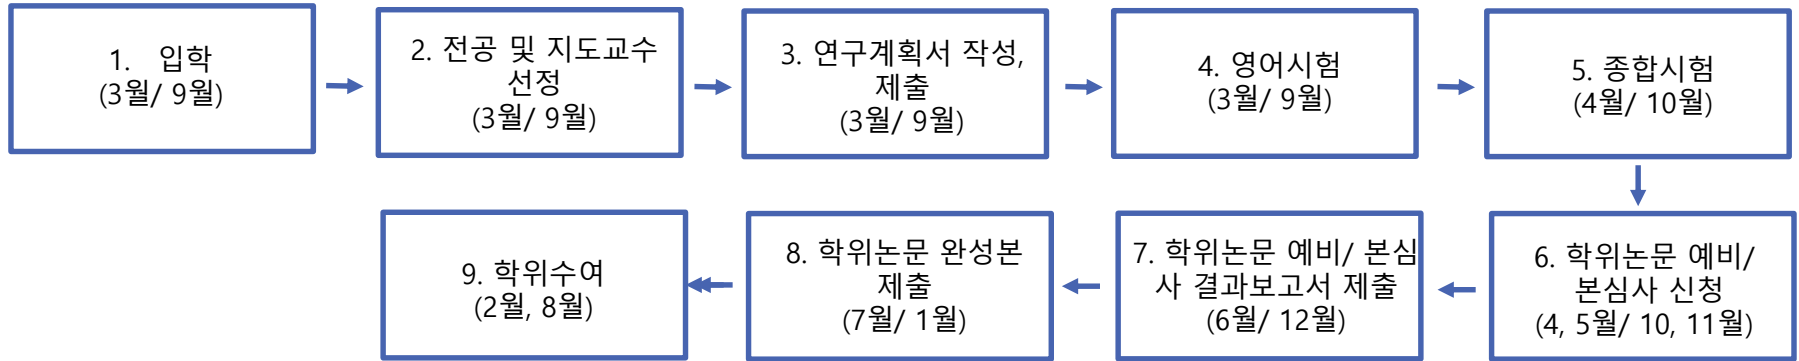 1. 입학
(3월/ 9월)
2. 전공 및 지도교수
선정
(3월/ 9월)
3. 연구계획서 작성,
제출
(3월/ 9월)
4. 영어시험
(3월/ 9월)
5. 종합시험
(4월/ 10월)
6. 학위논문 예비/
본심사 신청
(4, 5월/ 10, 11월)
7. 학위논문 예비/ 본심
사 결과보고서 제출
(6월/ 12월)
8. 학위논문 완성본
제출
(7월/ 1월)
9. 학위수여
(2월, 8월)